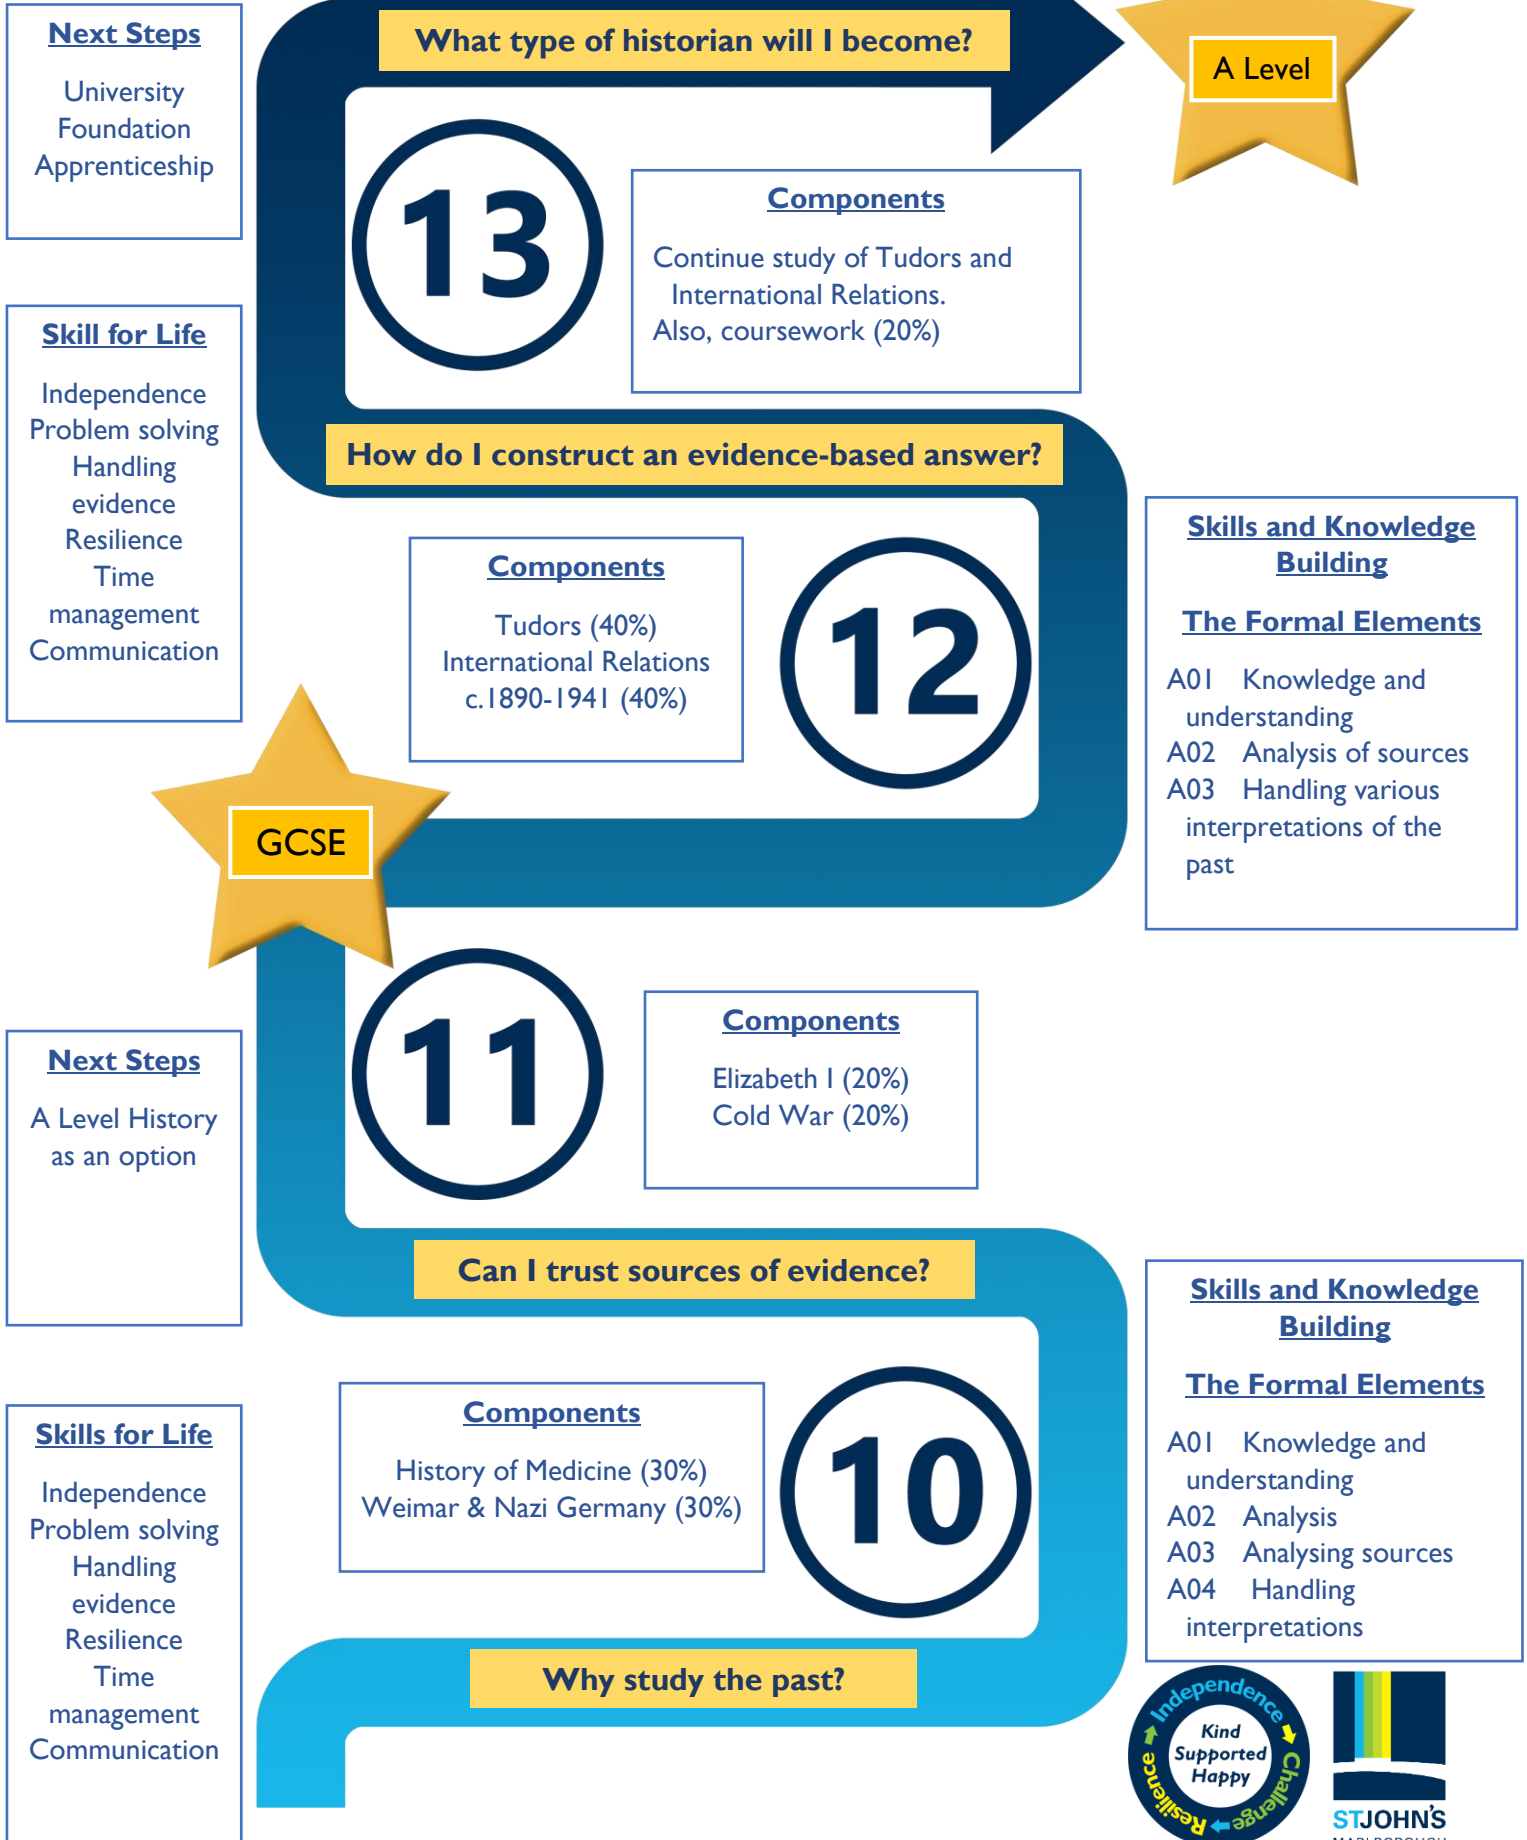 Next Steps
University
Foundation
Apprenticeship
What type of historian will I become?
A Level
13
Components
Continue study of Tudors and
International Relations.
Also, coursework (20%)
Skill for Life
Independence
Problem solving
Handling
evidence
Resilience
Time
management
Communication
How do I construct an evidence-based answer?
Components
Tudors (40%)
International Relations
c.1890-1941 (40%)
12
Skills and Knowledge
Building
The Formal Elements
A01 Knowledge and
understanding
A02 Analysis of sources
A03 Handling various
interpretations of the
past
GCSE
11
Components
Elizabeth I (20%)
Cold War (20%)
Next Steps
A Level History
as an option
Can I trust sources of evidence?
Components
History of Medicine (30%)
Weimar & Nazi Germany (30%)
10
Skills and Knowledge
Building
The Formal Elements
A01 Knowledge and
understanding
A02 Analysis
A03 Analysing sources
A04 Handling
interpretations
Skills for Life
Independence
Problem solving
Handling
evidence
Resilience
Time
management
Communication
Why study the past?
Independence
Challenge
Resilience
Kind
Supported
Happy
STJOHN'S
MARLBOROUGH